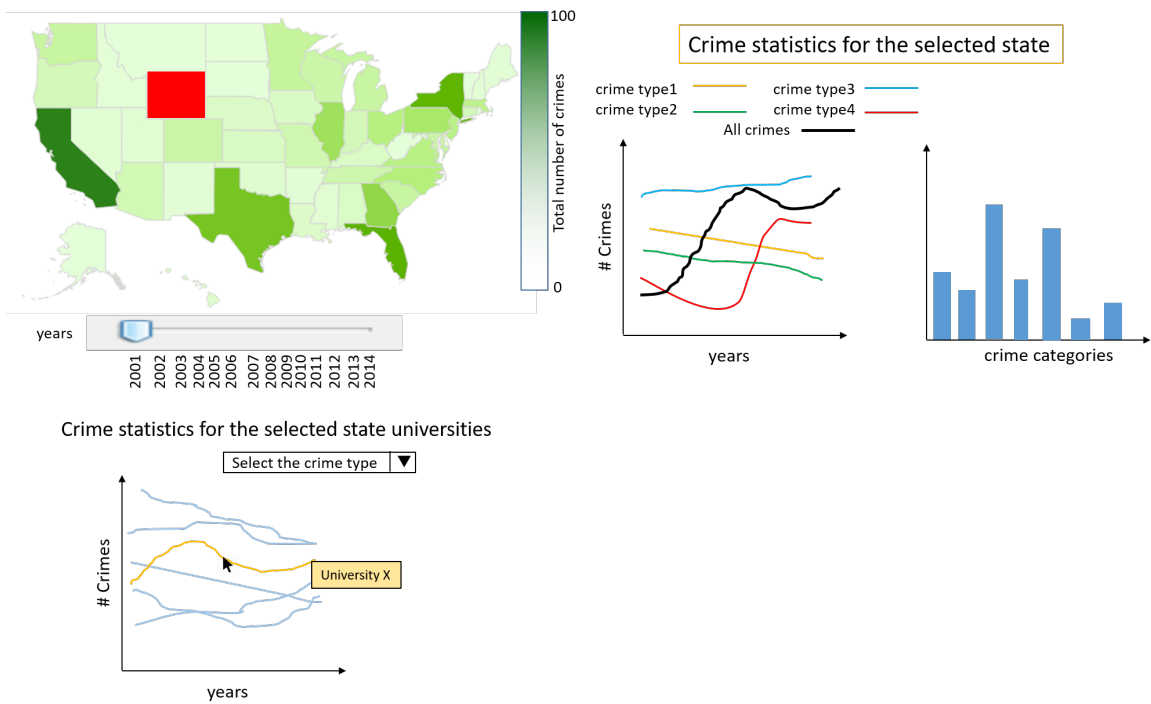 100
Total number of crimes
0
years
2001
2002
2003
2004
2005
2006
2007
2008
2009
2010
2011
2012
2013
2014
Crime statistics for the selected state
crime type1
crime type3
crime type2
crime type4
All crimes
# Crimes
years
crime categories
Crime statistics for the selected state universities
Select the crime type
# Crimes
University X
years